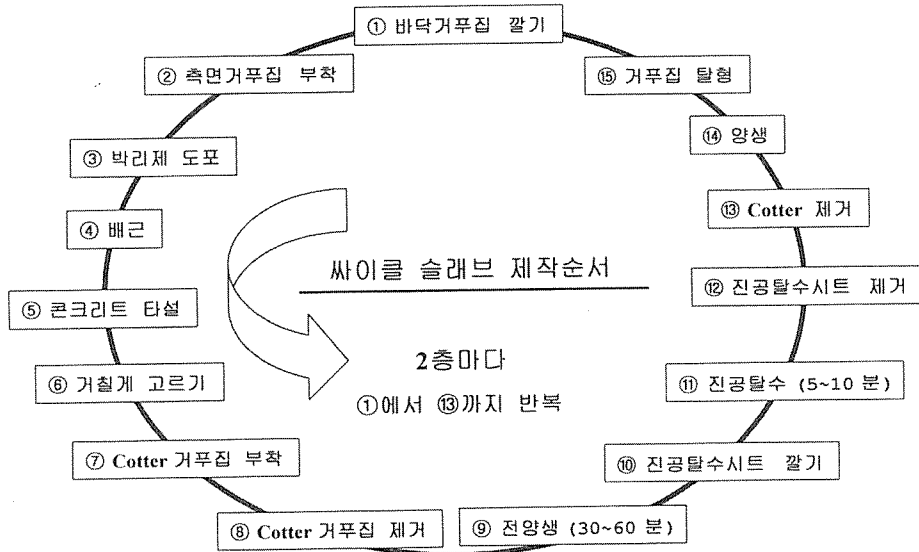 ① 바닥거푸집 깔기
② 측면거푸집 부착
③ 박리제 도포
④ 배근
⑤ 콘크리트 타설
⑥ 거칠게 고르기
⑦ Cotter 거푸집 부착
⑧ Cotter 거푸집 제거
⑨ 전양생 (30~60 분)
⑩ 진공탈수시트 깔기
⑪ 진공탈수 (5~10 분)
⑫ 진공탈수시트 제거
⑬ Cotter 제거
⑭ 양생
⑮ 거푸집 탈형
싸이클 슬래브 제작순서
2층마다
①에서 ⑬까지 반복